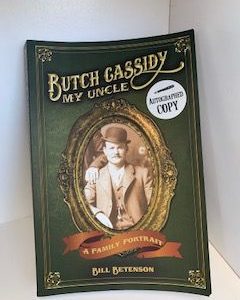 BUTCH CASSIDY
MY UNCLE
AUTOGRAPHED
COPY
A FAMILY PORTRAIT
BILL BETENSON